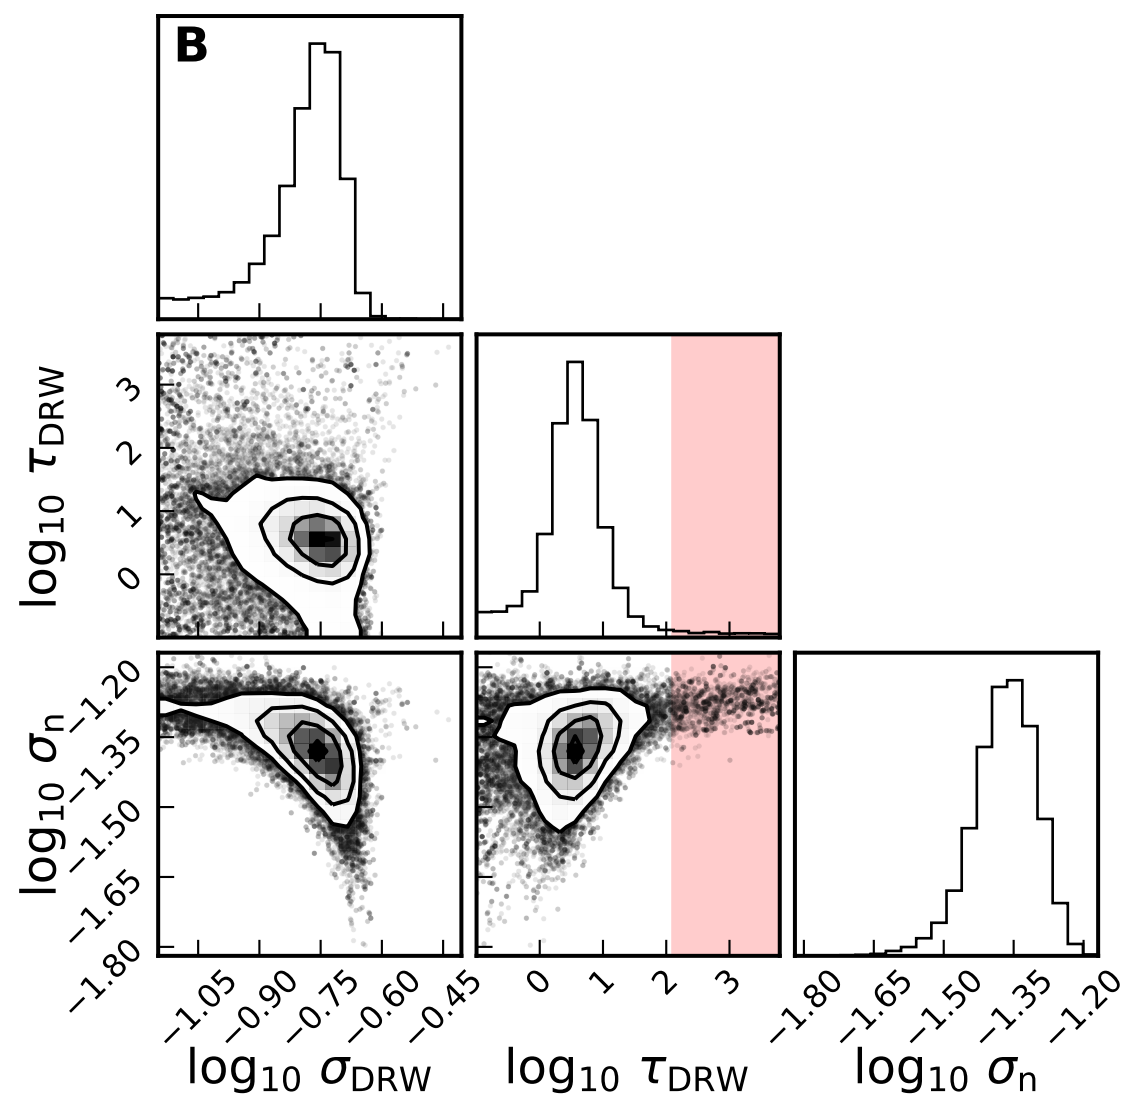 B
log₁₀ τ_DRW
3
2
1
0
log₁₀ σₙ
−1.20
−1.35
−1.50
−1.65
−1.80
−1.05 −0.90 −0.75 −0.60 −0.45
0 1 2 3
−1.80 −1.65 −1.50 −1.35 −1.20
log₁₀ σ_DRW
log₁₀ τ_DRW
log₁₀ σₙ